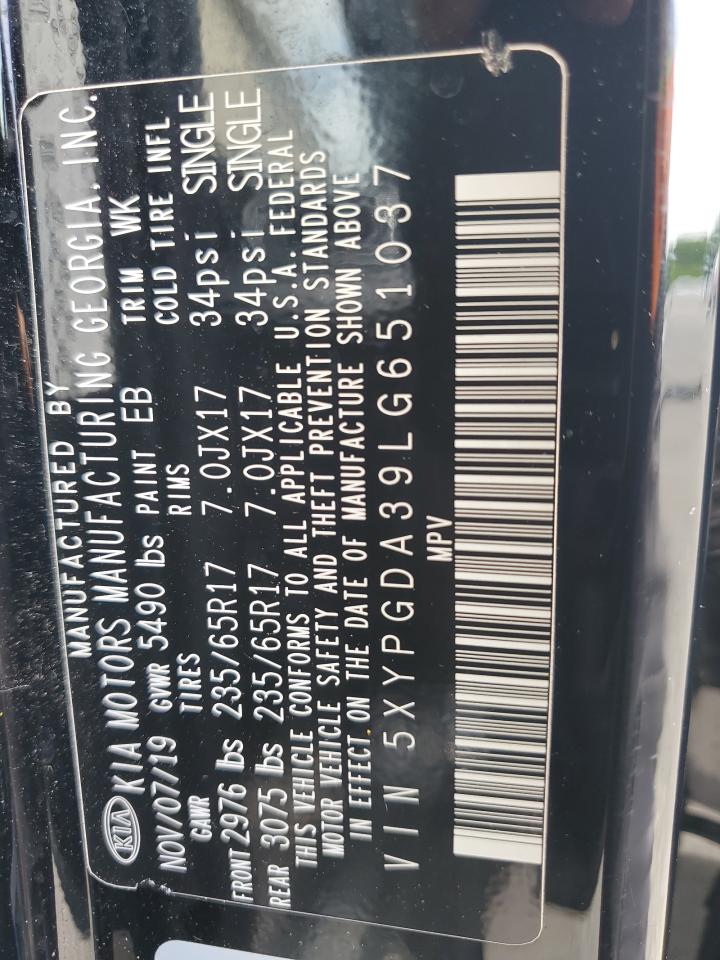 MANUFACTURED BY
KIA KIA MOTORS MANUFACTURING GEORGIA, INC.
NOV/07/19 GVWR 5490 lbs PAINT EB TRIM WK
GAWR TIRES RIMS COLD TIRE INFL
FRONT 2976 lbs 235/65R17 7.0JX17 34psi SINGLE
REAR 3075 lbs 235/65R17 7.0JX17 34psi SINGLE
THIS VEHICLE CONFORMS TO ALL APPLICABLE U.S.A. FEDERAL
MOTOR VEHICLE SAFETY AND THEFT PREVENTION STANDARDS
IN EFFECT ON THE DATE OF MANUFACTURE SHOWN ABOVE
VIN 5XYPGDA39LG651037
MPV